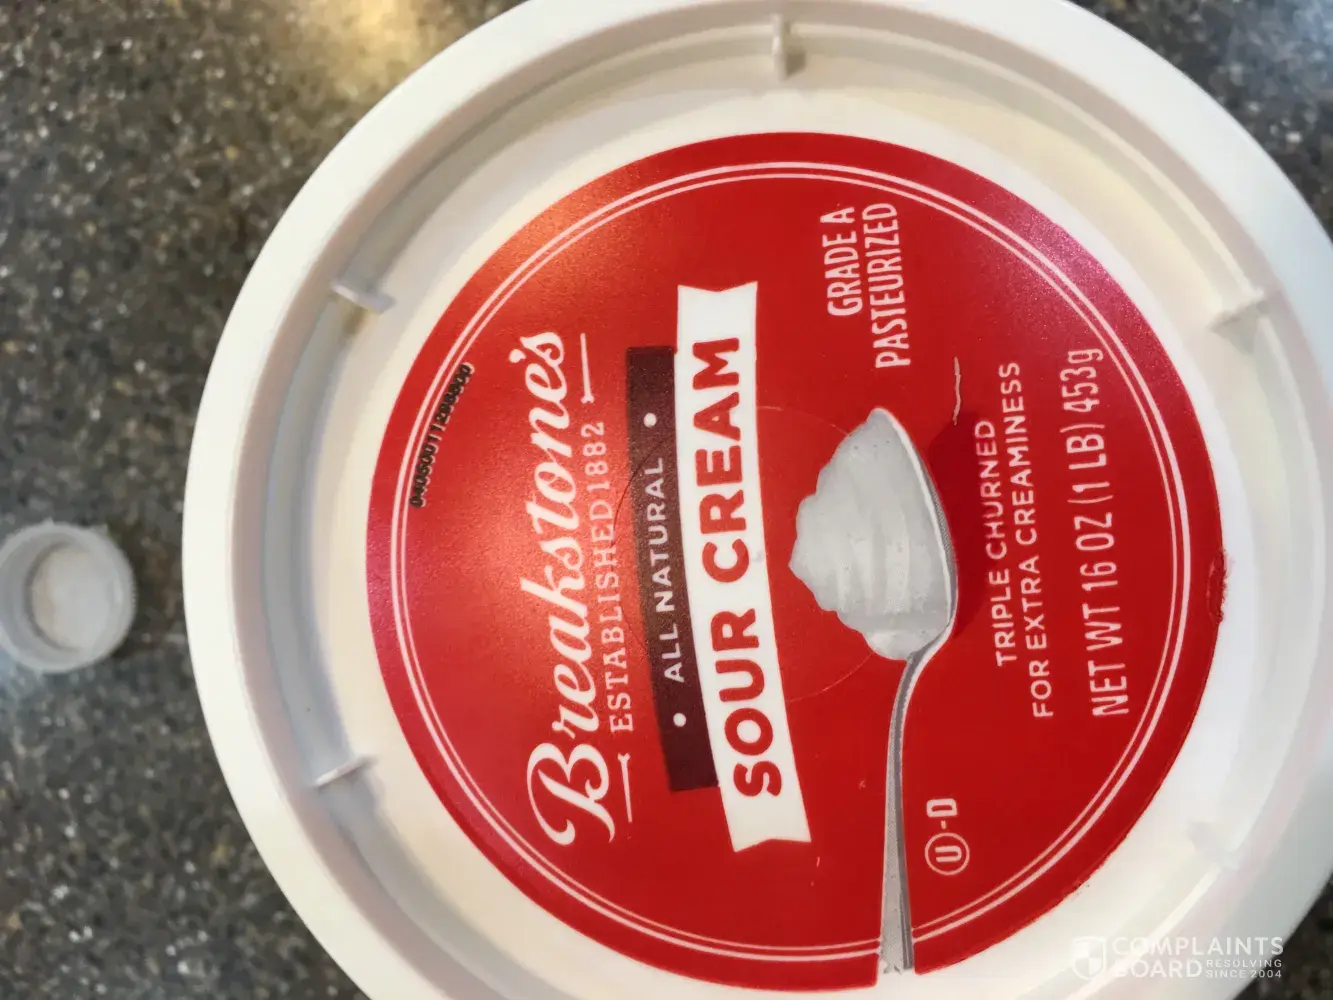 Breakstone's
ESTABLISHED 1882
• ALL NATURAL •
SOUR CREAM
GRADE A
PASTEURIZED
TRIPLE CHURNED
FOR EXTRA CREAMINESS
NET WT 16 OZ (1 LB) 453g
U-D
COMPLAINTS
BOARD RESOLVING
SINCE 2004